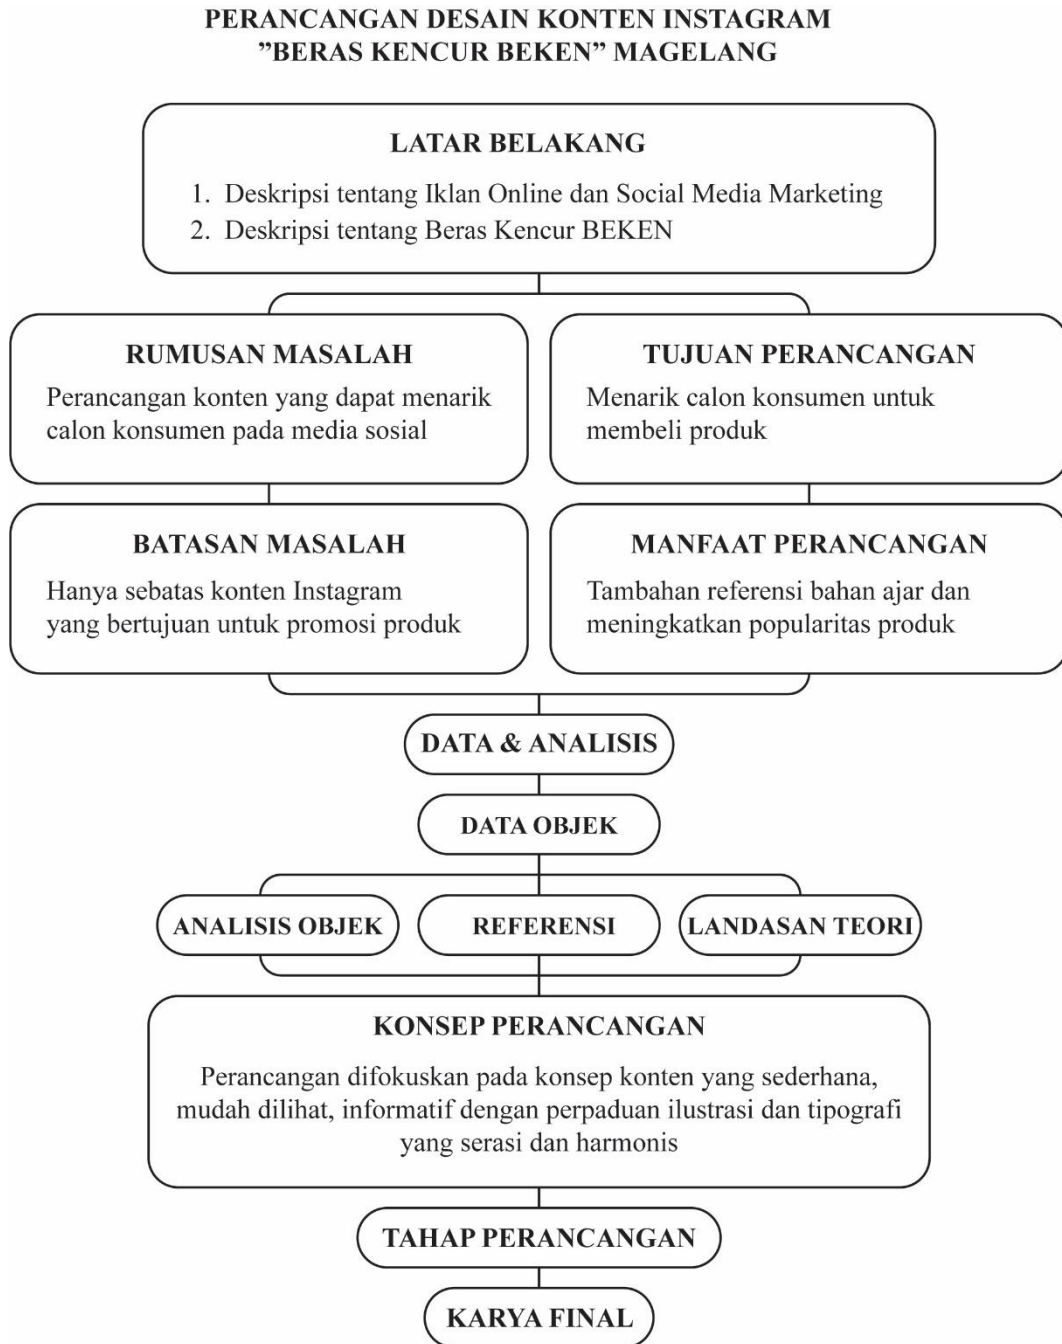 PERANCANGAN DESAIN KONTEN INSTAGRAM
”BERAS KENCUR BEKEN” MAGELANG
LATAR BELAKANG
1. Deskripsi tentang Iklan Online dan Social Media Marketing
2. Deskripsi tentang Beras Kencur BEKEN
RUMUSAN MASALAH
Perancangan konten yang dapat menarik
calon konsumen pada media sosial
TUJUAN PERANCANGAN
Menarik calon konsumen untuk
membeli produk
BATASAN MASALAH
Hanya sebatas konten Instagram
yang bertujuan untuk promosi produk
MANFAAT PERANCANGAN
Tambahan referensi bahan ajar dan
meningkatkan popularitas produk
DATA & ANALISIS
DATA OBJEK
ANALISIS OBJEK
REFERENSI
LANDASAN TEORI
KONSEP PERANCANGAN
Perancangan difokuskan pada konsep konten yang sederhana,
mudah dilihat, informatif dengan perpaduan ilustrasi dan tipografi
yang serasi dan harmonis
TAHAP PERANCANGAN
KARYA FINAL